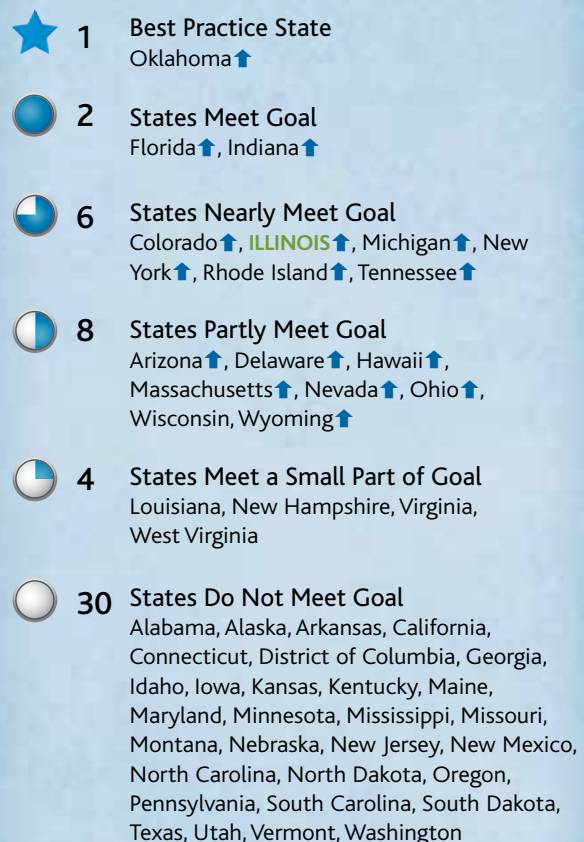 1 Best Practice State
Oklahoma⬆
2 States Meet Goal
Florida⬆, Indiana⬆
6 States Nearly Meet Goal
Colorado⬆, ILLINOIS⬆, Michigan⬆, New
York⬆, Rhode Island⬆, Tennessee⬆
8 States Partly Meet Goal
Arizona⬆, Delaware⬆, Hawaii⬆,
Massachusetts⬆, Nevada⬆, Ohio⬆,
Wisconsin, Wyoming⬆
4 States Meet a Small Part of Goal
Louisiana, New Hampshire, Virginia,
West Virginia
30 States Do Not Meet Goal
Alabama, Alaska, Arkansas, California,
Connecticut, District of Columbia, Georgia,
Idaho, Iowa, Kansas, Kentucky, Maine,
Maryland, Minnesota, Mississippi, Missouri,
Montana, Nebraska, New Jersey, New Mexico,
North Carolina, North Dakota, Oregon,
Pennsylvania, South Carolina, South Dakota,
Texas, Utah, Vermont, Washington